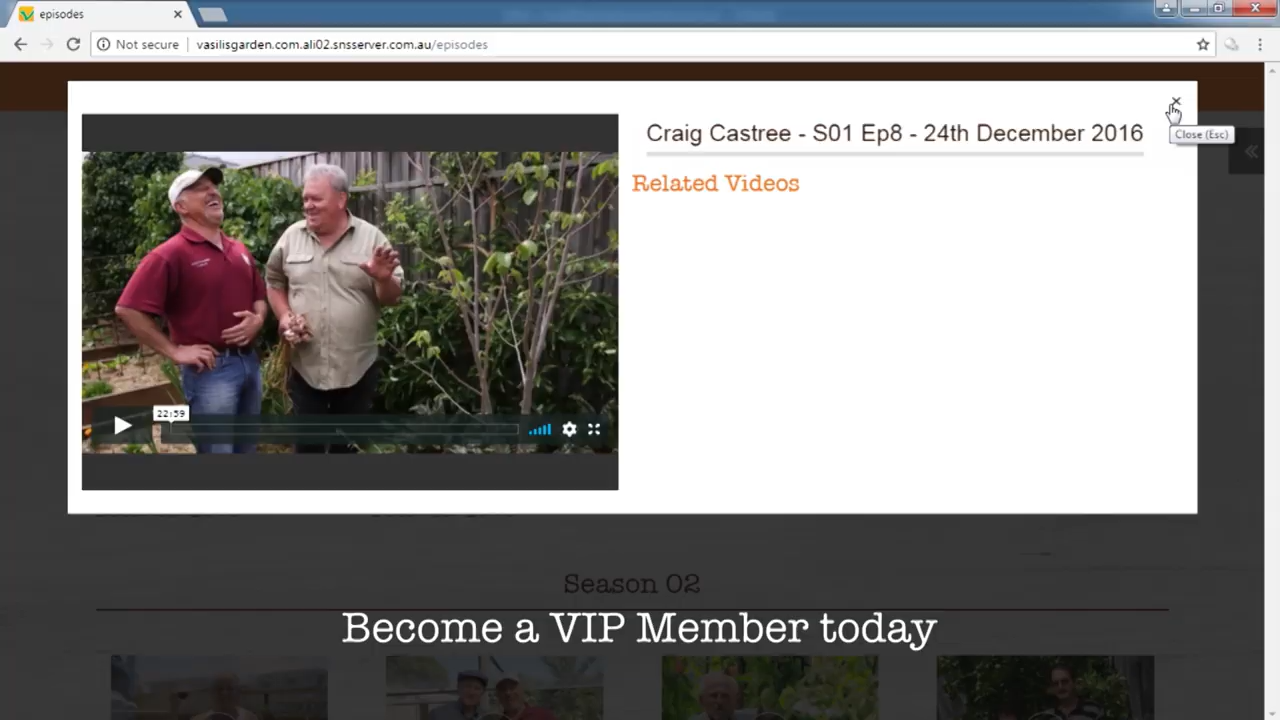 episodes
Not secure
vasilisgarden.com.ali02.snsserver.com.au/episodes
Craig Castree - S01 Ep8 - 24th December 2016
Close (Esc)
Related Videos
22:59
Season 02
Become a VIP Member today